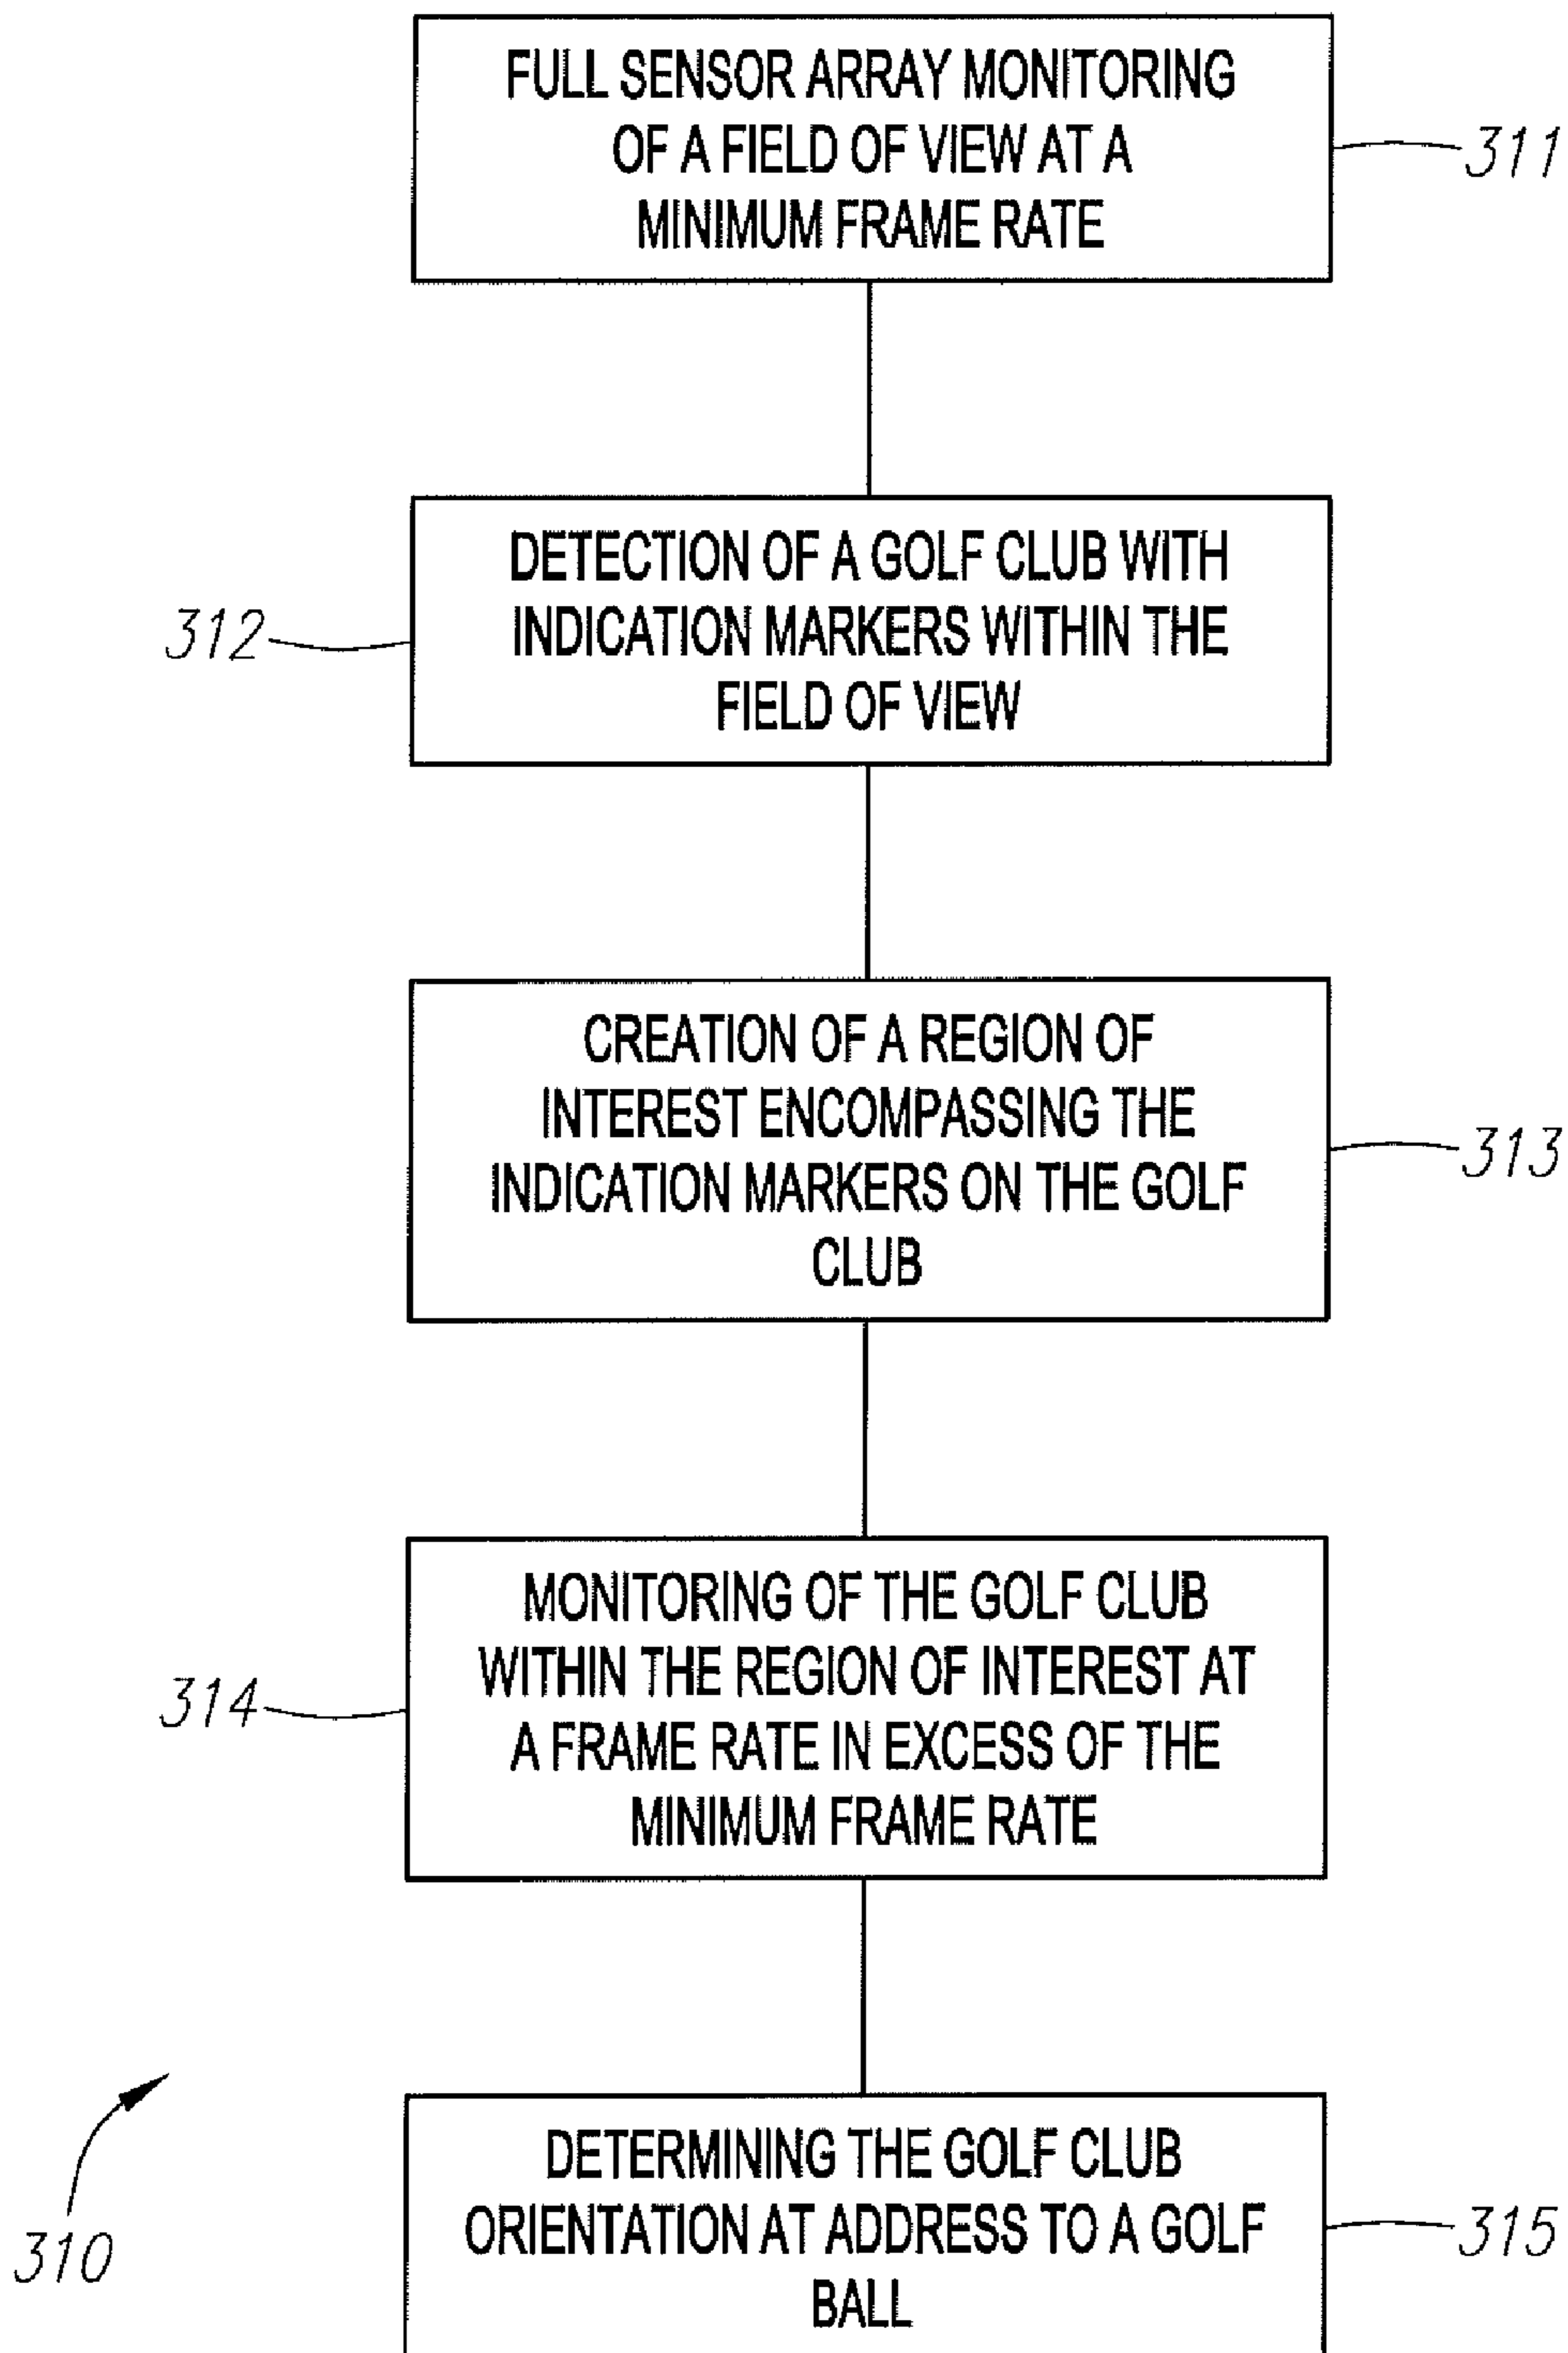 FULL SENSOR ARRAY MONITORING
OF A FIELD OF VIEW AT A
MINIMUM FRAME RATE
311
DETECTION OF A GOLF CLUB WITH
INDICATION MARKERS WITHIN THE
FIELD OF VIEW
312
CREATION OF A REGION OF
INTEREST ENCOMPASSING THE
INDICATION MARKERS ON THE GOLF
CLUB
313
MONITORING OF THE GOLF CLUB
WITHIN THE REGION OF INTEREST AT
A FRAME RATE IN EXCESS OF THE
MINIMUM FRAME RATE
314
DETERMINING THE GOLF CLUB
ORIENTATION AT ADDRESS TO A GOLF
BALL
315
310